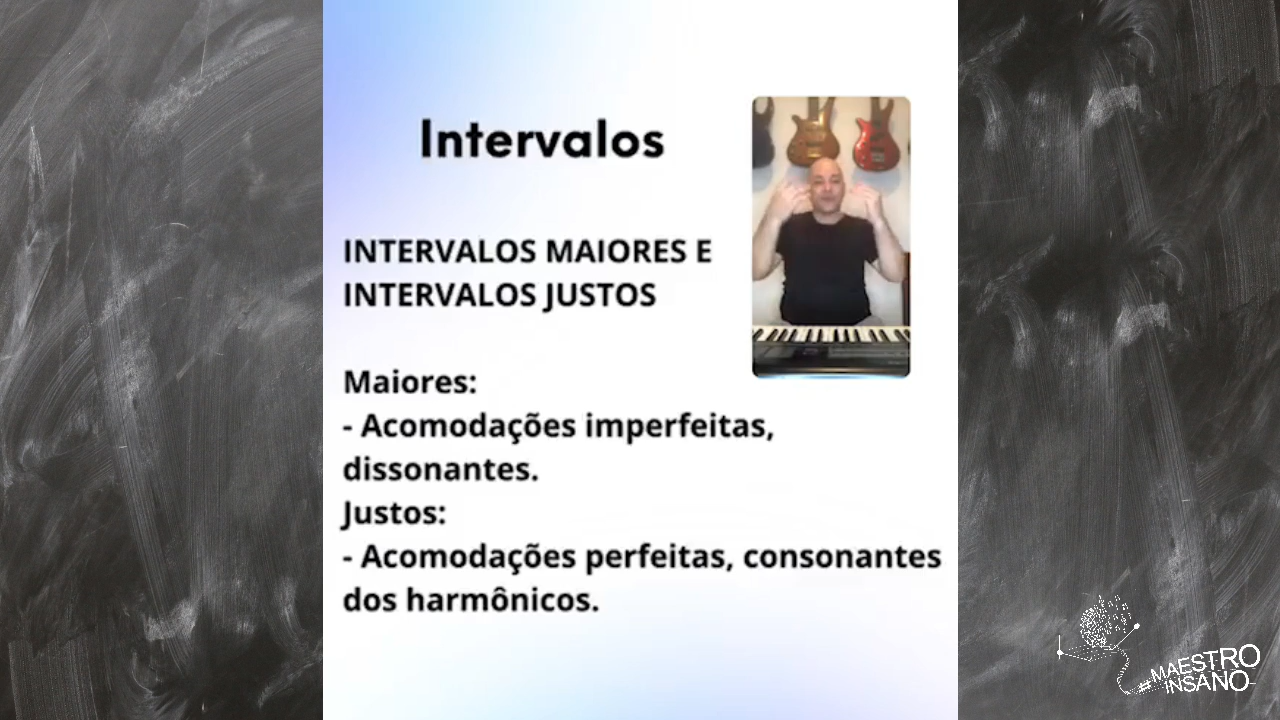 Intervalos
INTERVALOS MAIORES E
INTERVALOS JUSTOS
Maiores:
- Acomodações imperfeitas,
dissonantes.
Justos:
- Acomodações perfeitas, consonantes
dos harmônicos.
#MAESTRO
INSANO